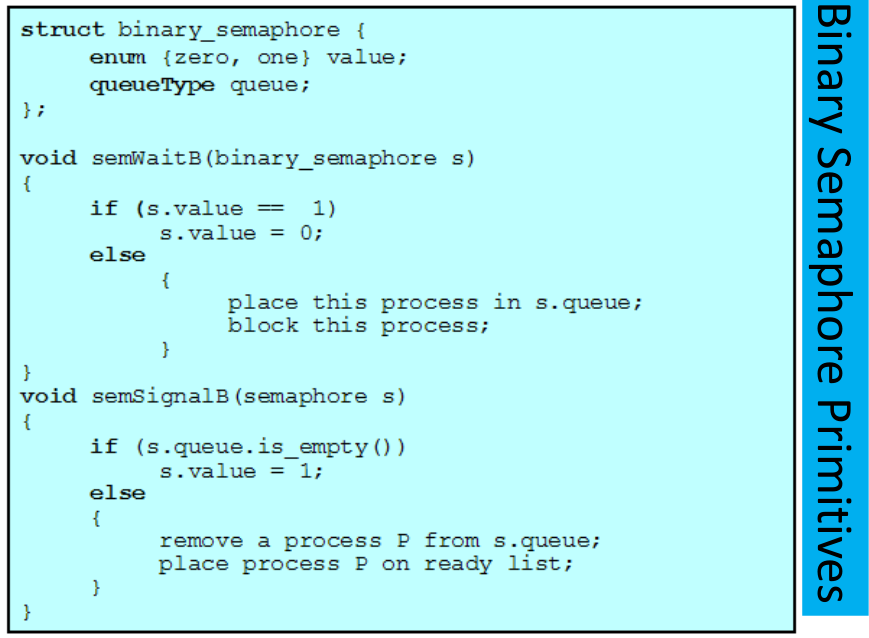 struct binary_semaphore {
enum {zero, one} value;
queueType queue;
};
void semWaitB(binary_semaphore s)
{
if (s.value == 1)
s.value = 0;
else
{
place this process in s.queue;
block this process;
}
}
void semSignalB(semaphore s)
{
if (s.queue.is_empty())
s.value = 1;
else
{
remove a process P from s.queue;
place process P on ready list;
}
}
Binary Semaphore Primitives